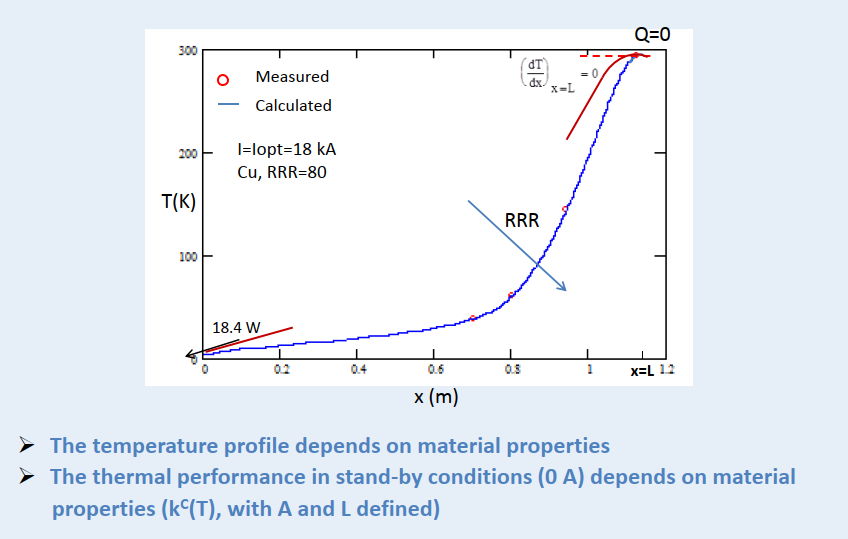 Q=0
300
(dT/dx)x=L = 0
Measured
Calculated
I=Iopt=18 kA
Cu, RRR=80
200
T(K)
RRR
100
18.4 W
0
0 0.2 0.4 0.6 0.8 1 x=L 1.2
x (m)
➢ The temperature profile depends on material properties
➢ The thermal performance in stand-by conditions (0 A) depends on material
properties (kᶜ(T), with A and L defined)